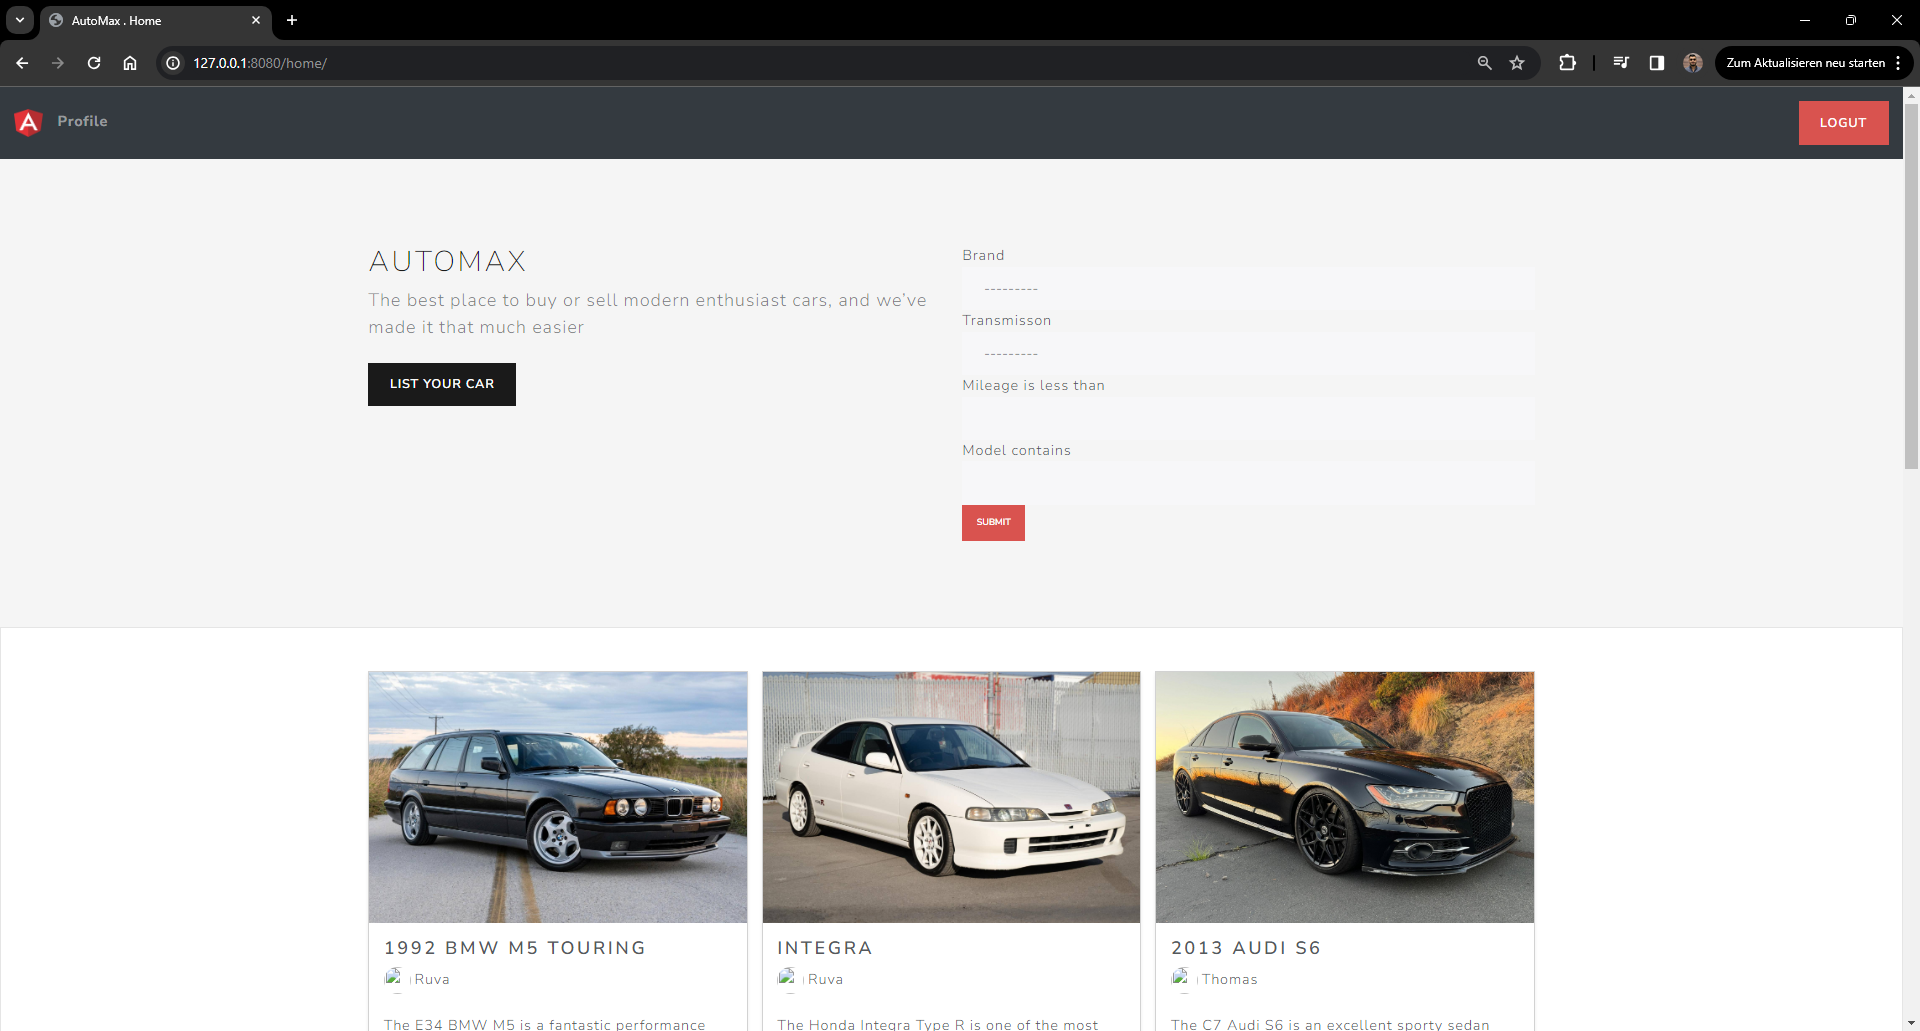 AutoMax . Home
127.0.0.1:8080/home/
Zum Aktualisieren neu starten
Profile
LOGUT
AUTOMAX
The best place to buy or sell modern enthusiast cars, and we've
made it that much easier
LIST YOUR CAR
Brand
---------
Transmisson
---------
Mileage is less than
Model contains
SUBMIT
1992 BMW M5 TOURING
Ruva
The E34 BMW M5 is a fantastic performance
INTEGRA
Ruva
The Honda Integra Type R is one of the most
2013 AUDI S6
Thomas
The C7 Audi S6 is an excellent sporty sedan